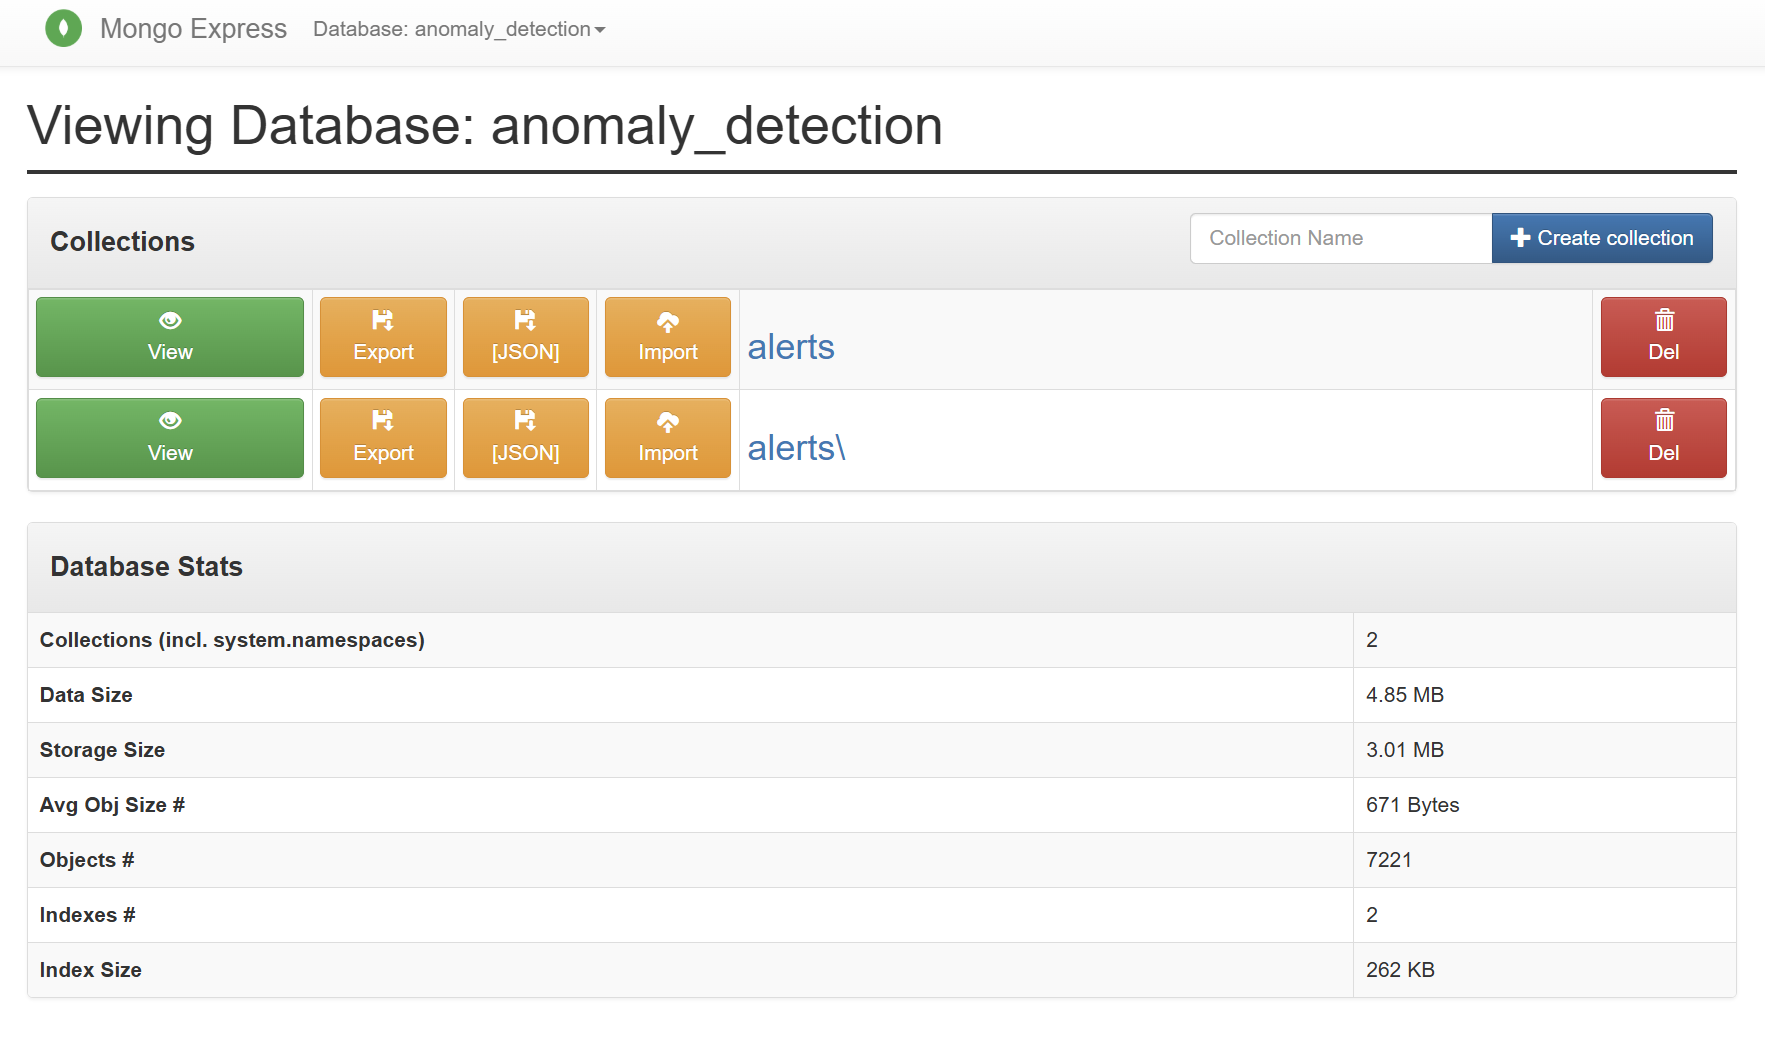 Mongo Express Database: anomaly_detection
Viewing Database: anomaly_detection
Collections
Collection Name Create collection
View Export [JSON] Import alerts Del
View Export [JSON] Import alerts\ Del
Database Stats
Collections (incl. system.namespaces) 2
Data Size 4.85 MB
Storage Size 3.01 MB
Avg Obj Size # 671 Bytes
Objects # 7221
Indexes # 2
Index Size 262 KB